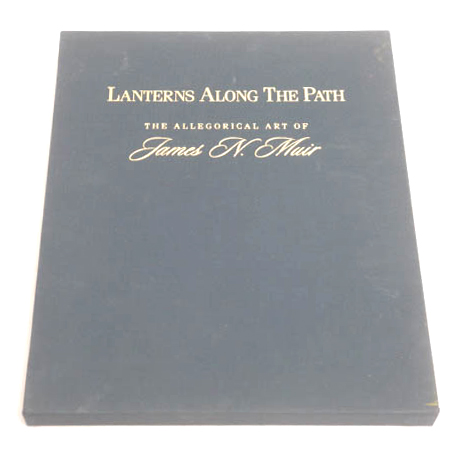 LANTERNS ALONG THE PATH
THE ALLEGORICAL ART OF
James N. Muir